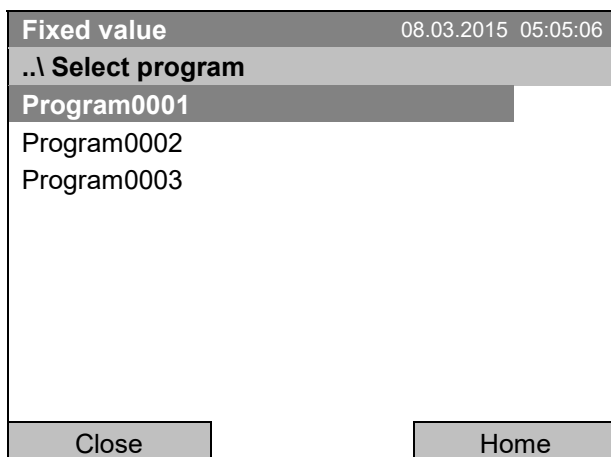 Fixed value 08.03.2015 05:05:06
..\ Select program
Program0001
Program0002
Program0003
Close Home